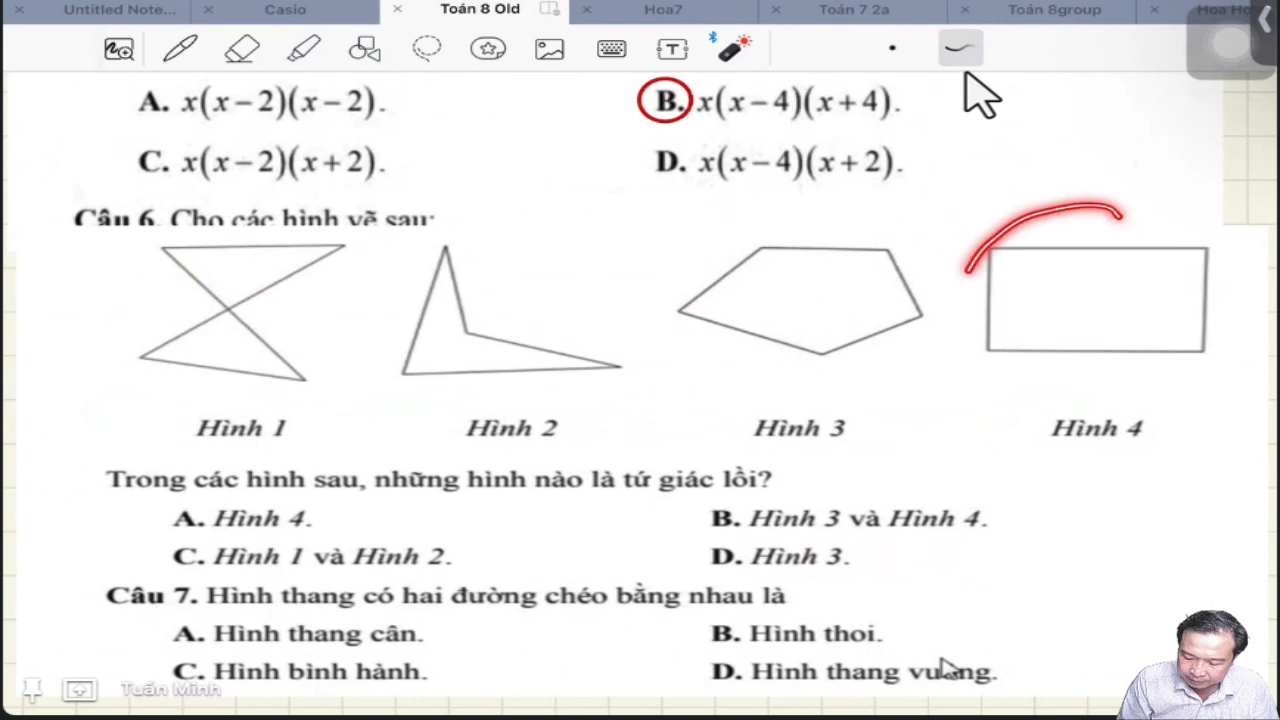 Untitled Note...
Casio
Toán 8 Old
Hoa7
Toán 7 2a
Toán 8group
T
A. x(x-2)(x-2).
B. x(x-4)(x+4).
C. x(x-2)(x+2).
D. x(x-4)(x+2).
Câu 6. Cho các hình vẽ sau:
Hình 1
Hình 2
Hình 3
Hình 4
Trong các hình sau, những hình nào là tứ giác lồi?
A. Hình 4.
B. Hình 3 và Hình 4.
C. Hình 1 và Hình 2.
D. Hình 3.
Câu 7. Hình thang có hai đường chéo bằng nhau là
A. Hình thang cân.
B. Hình thoi.
C. Hình bình hành.
D. Hình thang vuông.
Tuấn Minh